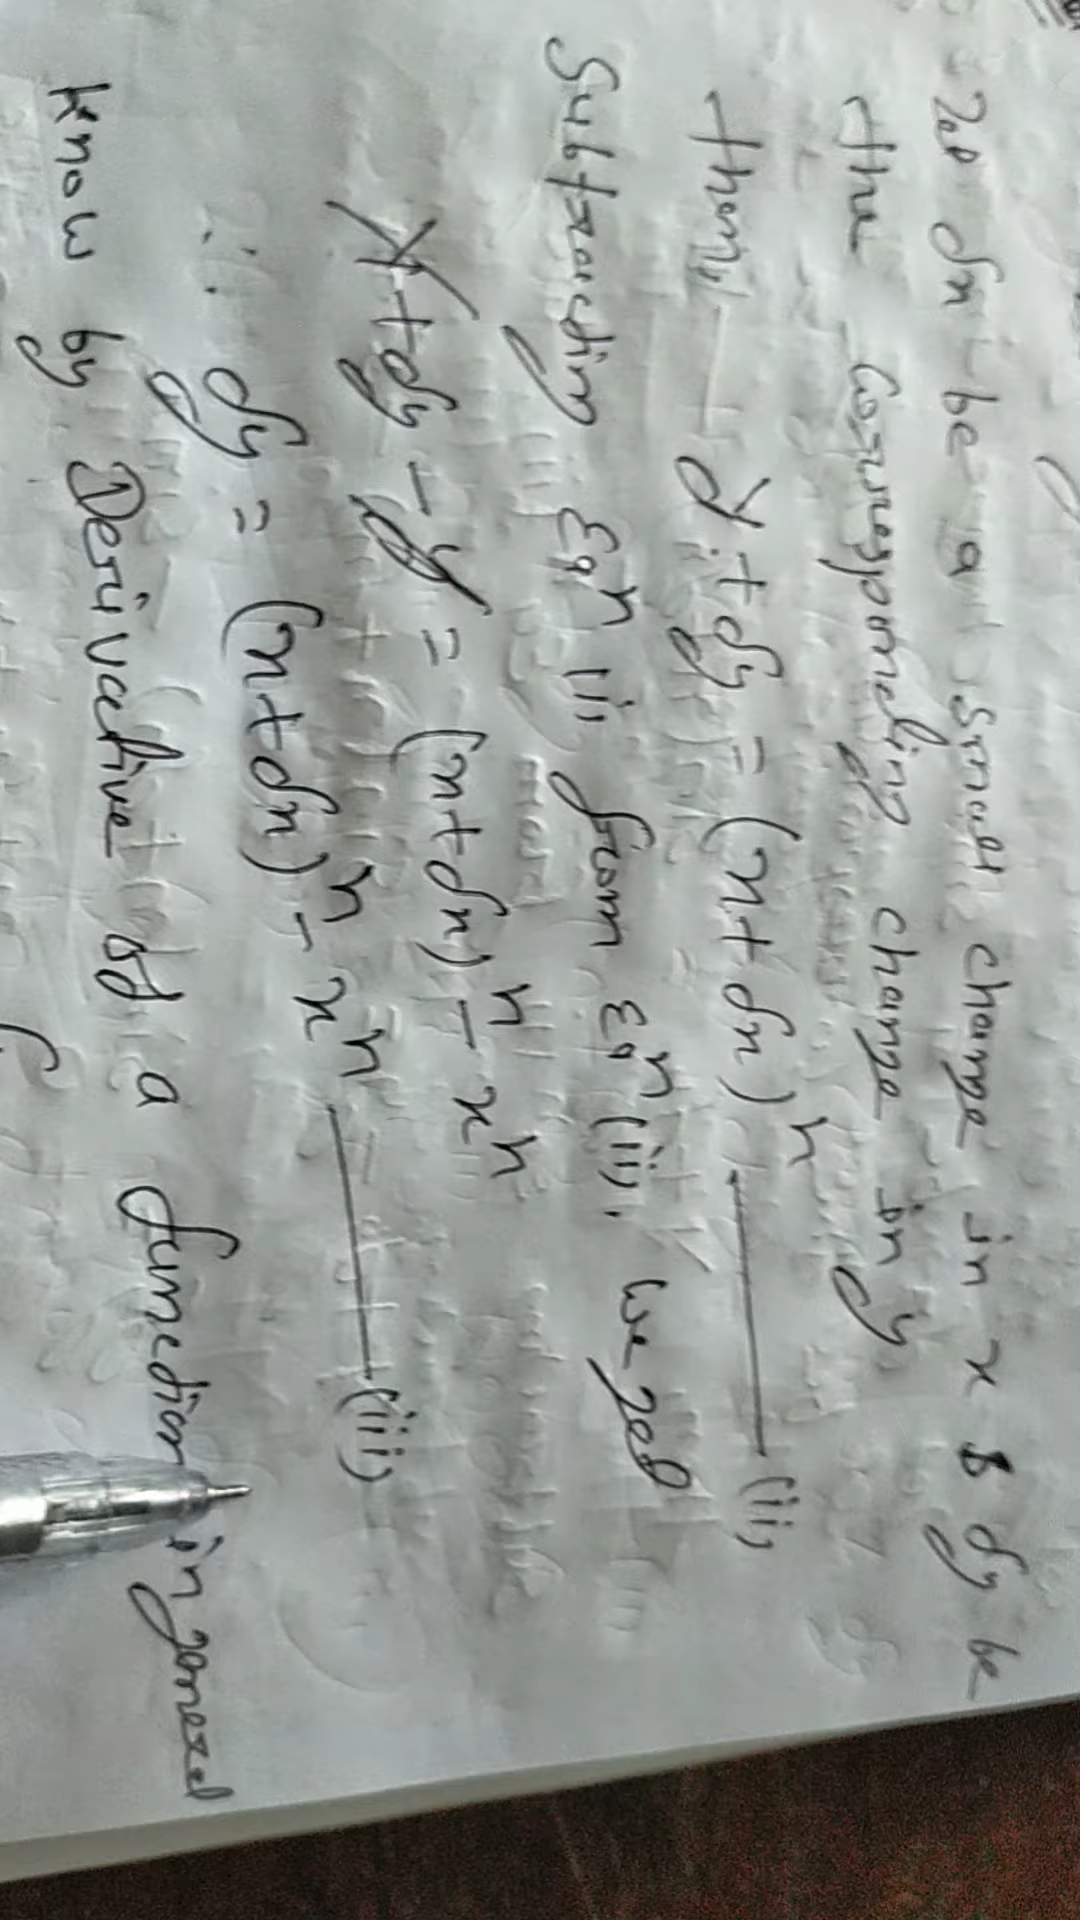 let δx be a small change in x & δy be
the corresponding change in y
then y + δy = (x + δx)ⁿ —— (ii)
Subtracting Eqⁿ (i) from Eqⁿ (ii), we get
y + δy - y = (x + δx)ⁿ - xⁿ
∴ δy = (x + δx)ⁿ - xⁿ —— (iii)
Know by Derivative of a function in general